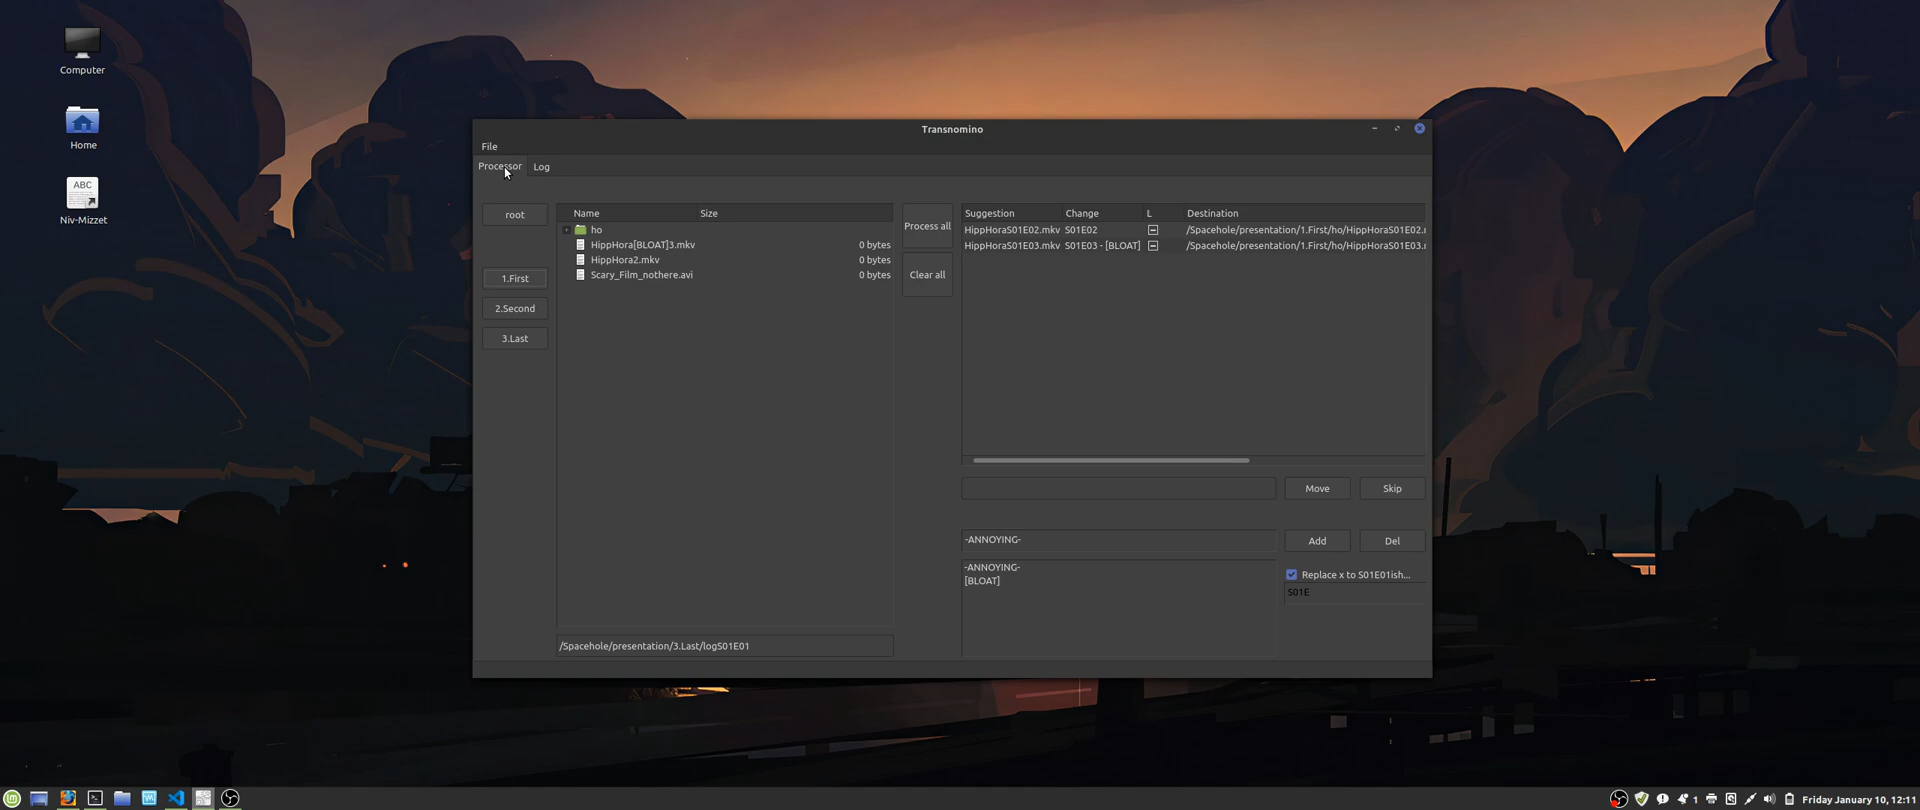 Computer
Home
ABC
Niv-Mizzet
Transnomino
File
Processor Log
root
1.First
2.Second
3.Last
Name Size
ho
HippHora[BLOAT]3.mkv 0 bytes
HippHora2.mkv 0 bytes
Scary_Film_nothere.avi 0 bytes
/Spacehole/presentation/3.Last/logS01E01
Process all
Clear all
Suggestion Change L Destination
HippHoraS01E02.mkv S01E02 /Spacehole/presentation/1.First/ho/HippHoraS01E02.
HippHoraS01E03.mkv S01E03 - [BLOAT] /Spacehole/presentation/1.First/ho/HippHoraS01E03.
Move Skip
-ANNOYING- Add Del
-ANNOYING-
[BLOAT]
Replace x to S01E01ish...
S01E
1 Friday January 10, 12:11